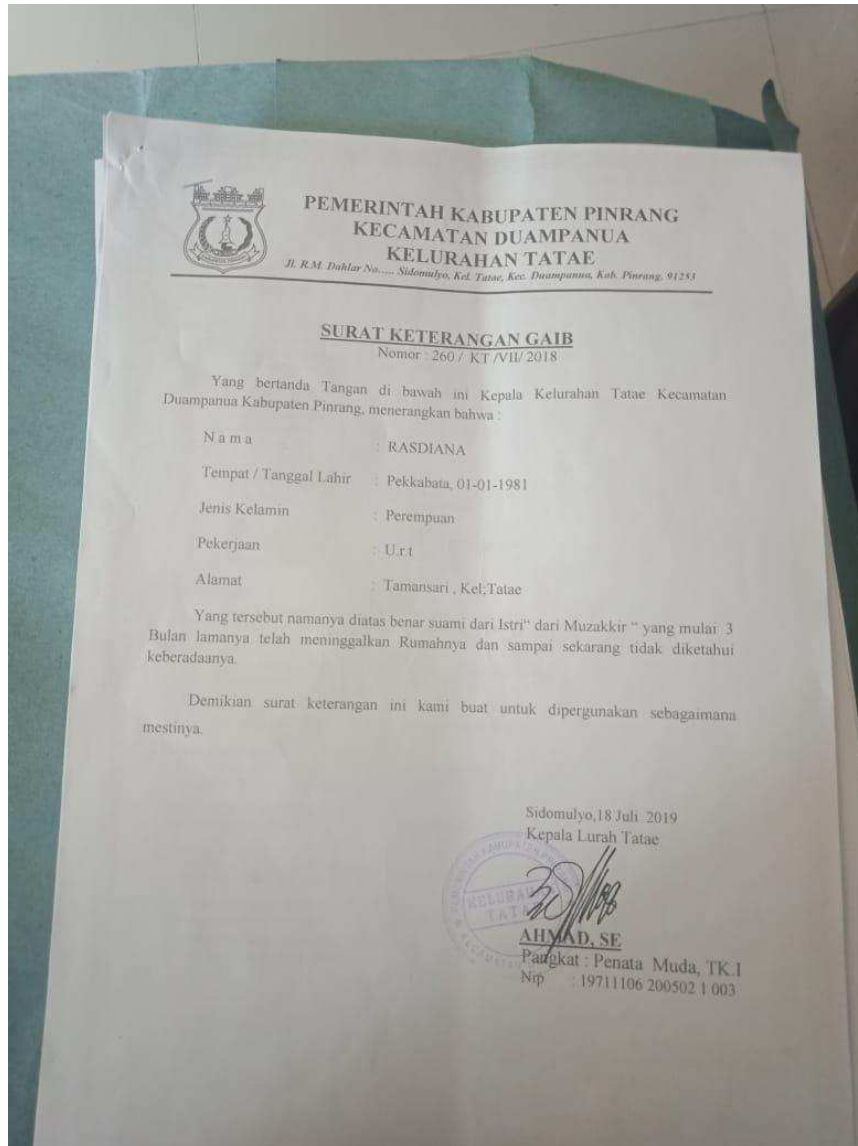 PEMERINTAH KABUPATEN PINRANG
KECAMATAN DUAMPANUA
KELURAHAN TATAE
Jl. R.M. Dahlar No..... Sidomulyo, Kel. Tatae, Kec. Duampanua, Kab. Pinrang, 91253
SURAT KETERANGAN GAIB
Nomor : 260 / KT /VII/ 2018
Yang bertanda Tangan di bawah ini Kepala Kelurahan Tatae Kecamatan
Duampanua Kabupaten Pinrang, menerangkan bahwa :
N a m a : RASDIANA
Tempat / Tanggal Lahir : Pekkabata, 01-01-1981
Jenis Kelamin : Perempuan
Pekerjaan : U.r.t
Alamat : Tamansari , Kel;Tatae
Yang tersebut namanya diatas benar suami dari Istri“ dari Muzakkir “ yang mulai 3
Bulan lamanya telah meninggalkan Rumahnya dan sampai sekarang tidak diketahui
keberadaanya.
Demikian surat keterangan ini kami buat untuk dipergunakan sebagaimana
mestinya.
Sidomulyo,18 Juli 2019
Kepala Lurah Tatae
KELURAHAN
TATAE
AHMAD, SE
Pangkat : Penata Muda, TK.I
Nip : 19711106 200502 1 003